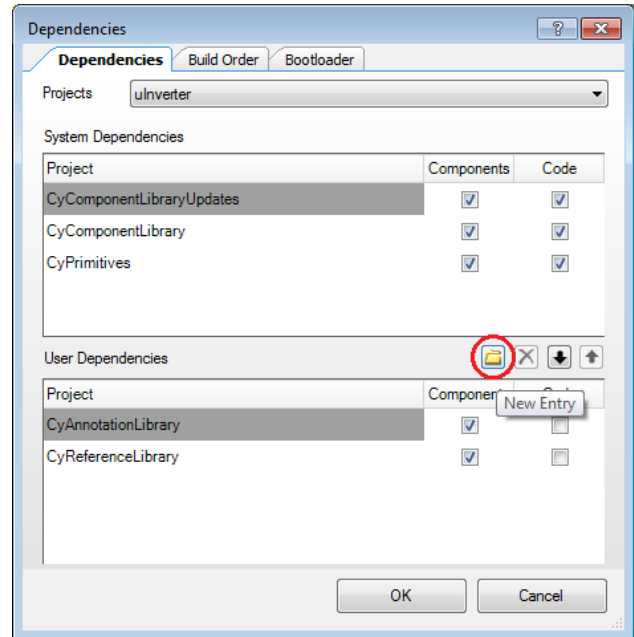 Dependencies
Dependencies Build Order Bootloader
Projects uInverter
System Dependencies
Project Components Code
CyComponentLibraryUpdates
CyComponentLibrary
CyPrimitives
User Dependencies
Project Componen
New Entry
CyAnnotationLibrary
CyReferenceLibrary
OK Cancel